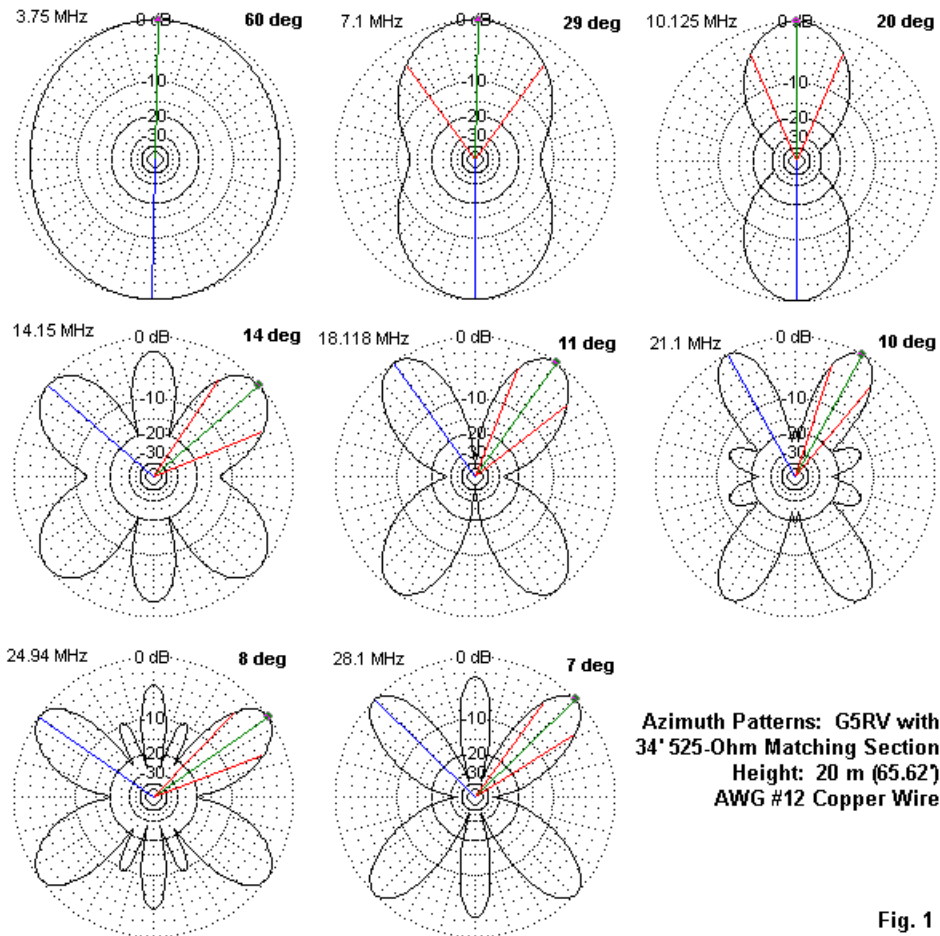 3.75 MHz 0 dB 60 deg
-10
20
30
7.1 MHz 0 dB 29 deg
-10
20
30
10.125 MHz 0 dB 20 deg
-10
20
30
14.15 MHz 0 dB 14 deg
-10
-20
30
18.118 MHz 0 dB 11 deg
-10
-20
30
21.1 MHz 0 dB 10 deg
-10
-20
30
24.94 MHz 0 dB 8 deg
-10
20
30
28.1 MHz 0 dB 7 deg
-10
-20
30
Azimuth Patterns: G5RV with
34' 525-Ohm Matching Section
Height: 20 m (65.62')
AWG #12 Copper Wire
Fig. 1